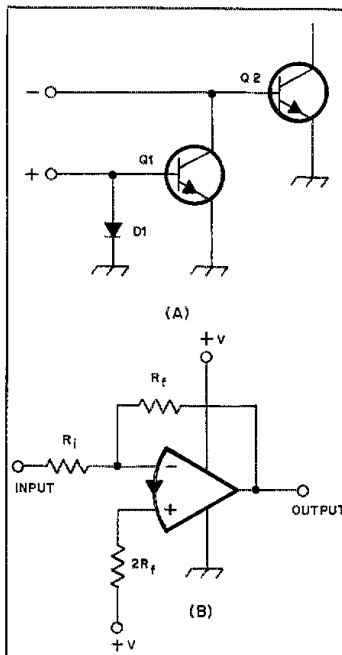 Q2
−
Q1
+
D1
(A)
+V
Rf
Ri
−
INPUT
+
OUTPUT
2Rf
(B)
+V